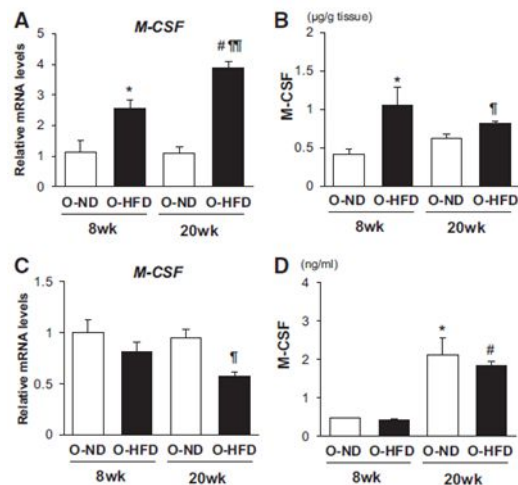 A
M-CSF
Relative mRNA levels
5
4
3
2
1
0
*
# ¶¶
O-ND O-HFD O-ND O-HFD
8wk 20wk
B
(µg/g tissue)
M-CSF
2
1.5
1
0.5
0
*
¶
O-ND O-HFD O-ND O-HFD
8wk 20wk
C
M-CSF
Relative mRNA levels
1.5
1
0.5
0
¶
O-ND O-HFD O-ND O-HFD
8wk 20wk
D
(ng/ml)
M-CSF
4
3
2
1
0
*
#
O-ND O-HFD O-ND O-HFD
8wk 20wk